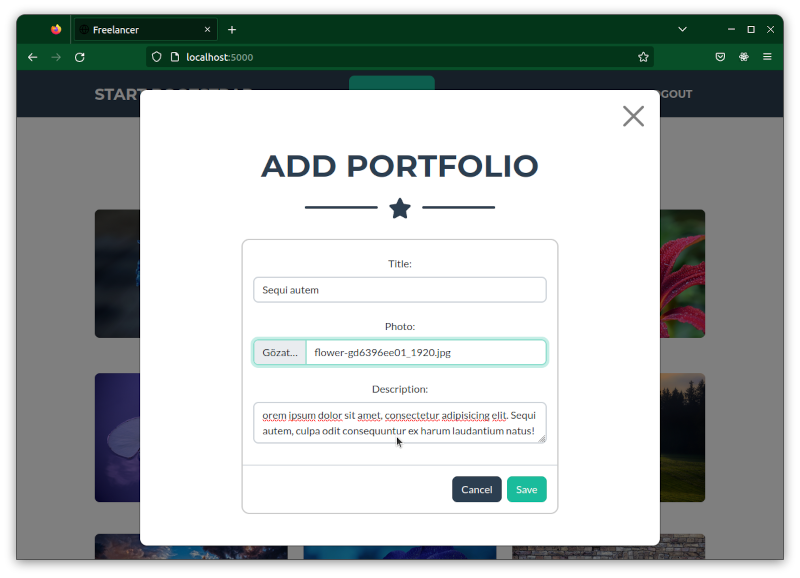 Freelancer
localhost:5000
START BOOTSTRAP
LOGOUT
ADD PORTFOLIO
Title:
Sequi autem
Photo:
Gözat...
flower-gd6396ee01_1920.jpg
Description:
orem ipsum dolor sit amet, consectetur adipisicing elit. Sequi
autem, culpa odit consequuntur ex harum laudantium natus!
Cancel
Save